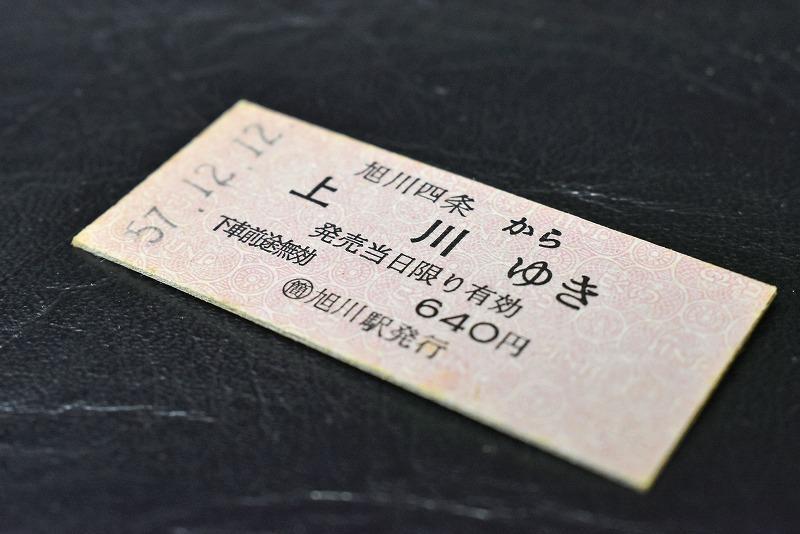 57.12.12
旭川四条から
上川ゆき
発売当日限り有効
下車前途無効 640円
㊢旭川駅発行